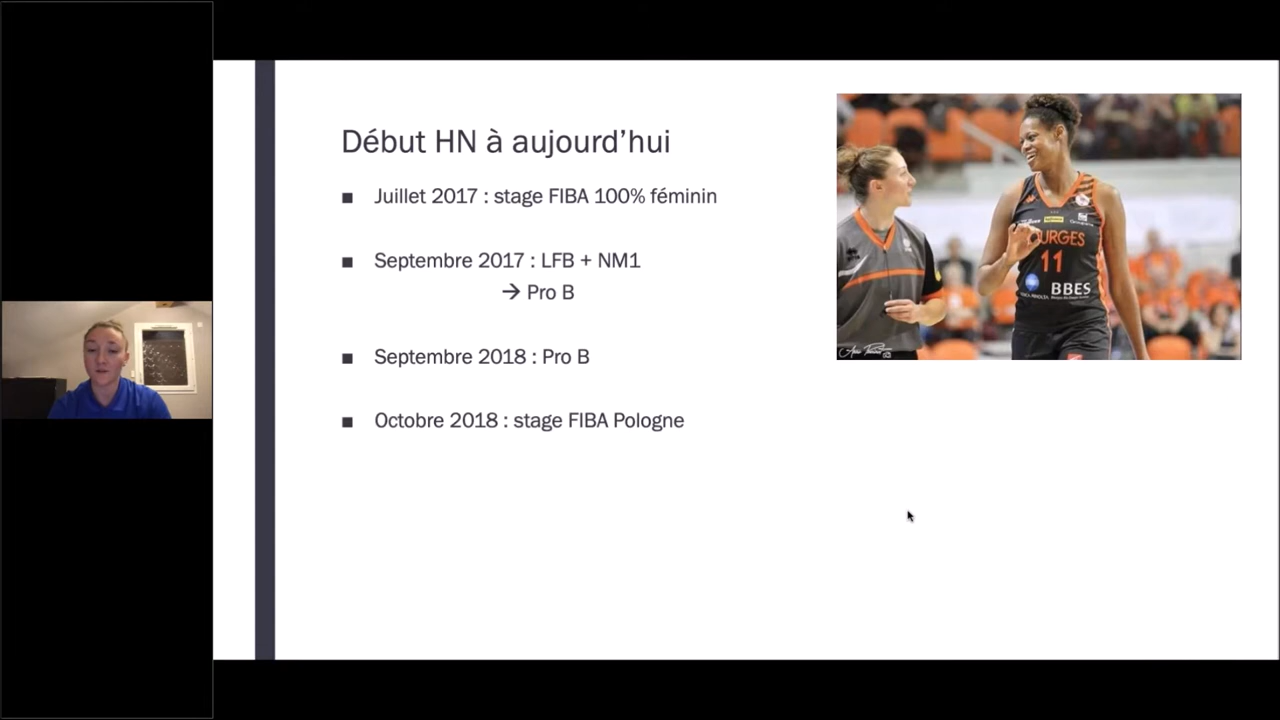 Début HN à aujourd’hui
■ Juillet 2017 : stage FIBA 100% féminin
■ Septembre 2017 : LFB + NM1
→ Pro B
■ Septembre 2018 : Pro B
■ Octobre 2018 : stage FIBA Pologne
OURGES
11
BBES